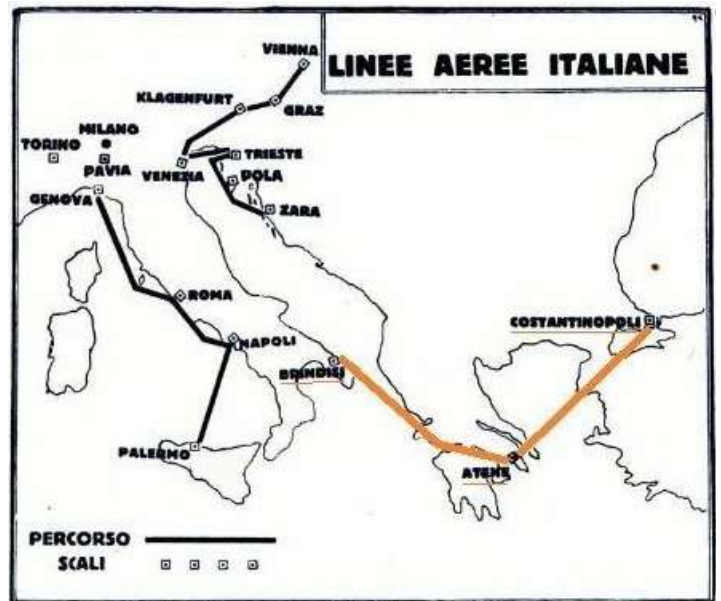 LINEE AEREE ITALIANE
VIENNA
KLAGENFURT
GRAZ
MILANO
TORINO
PAVIA
VENEZIA
TRIESTE
POLA
GENOVA
ZARA
ROMA
NAPOLI
COSTANTINOPOLI
BRINDISI
PALERMO
ATENE
PERCORSO
SCALI